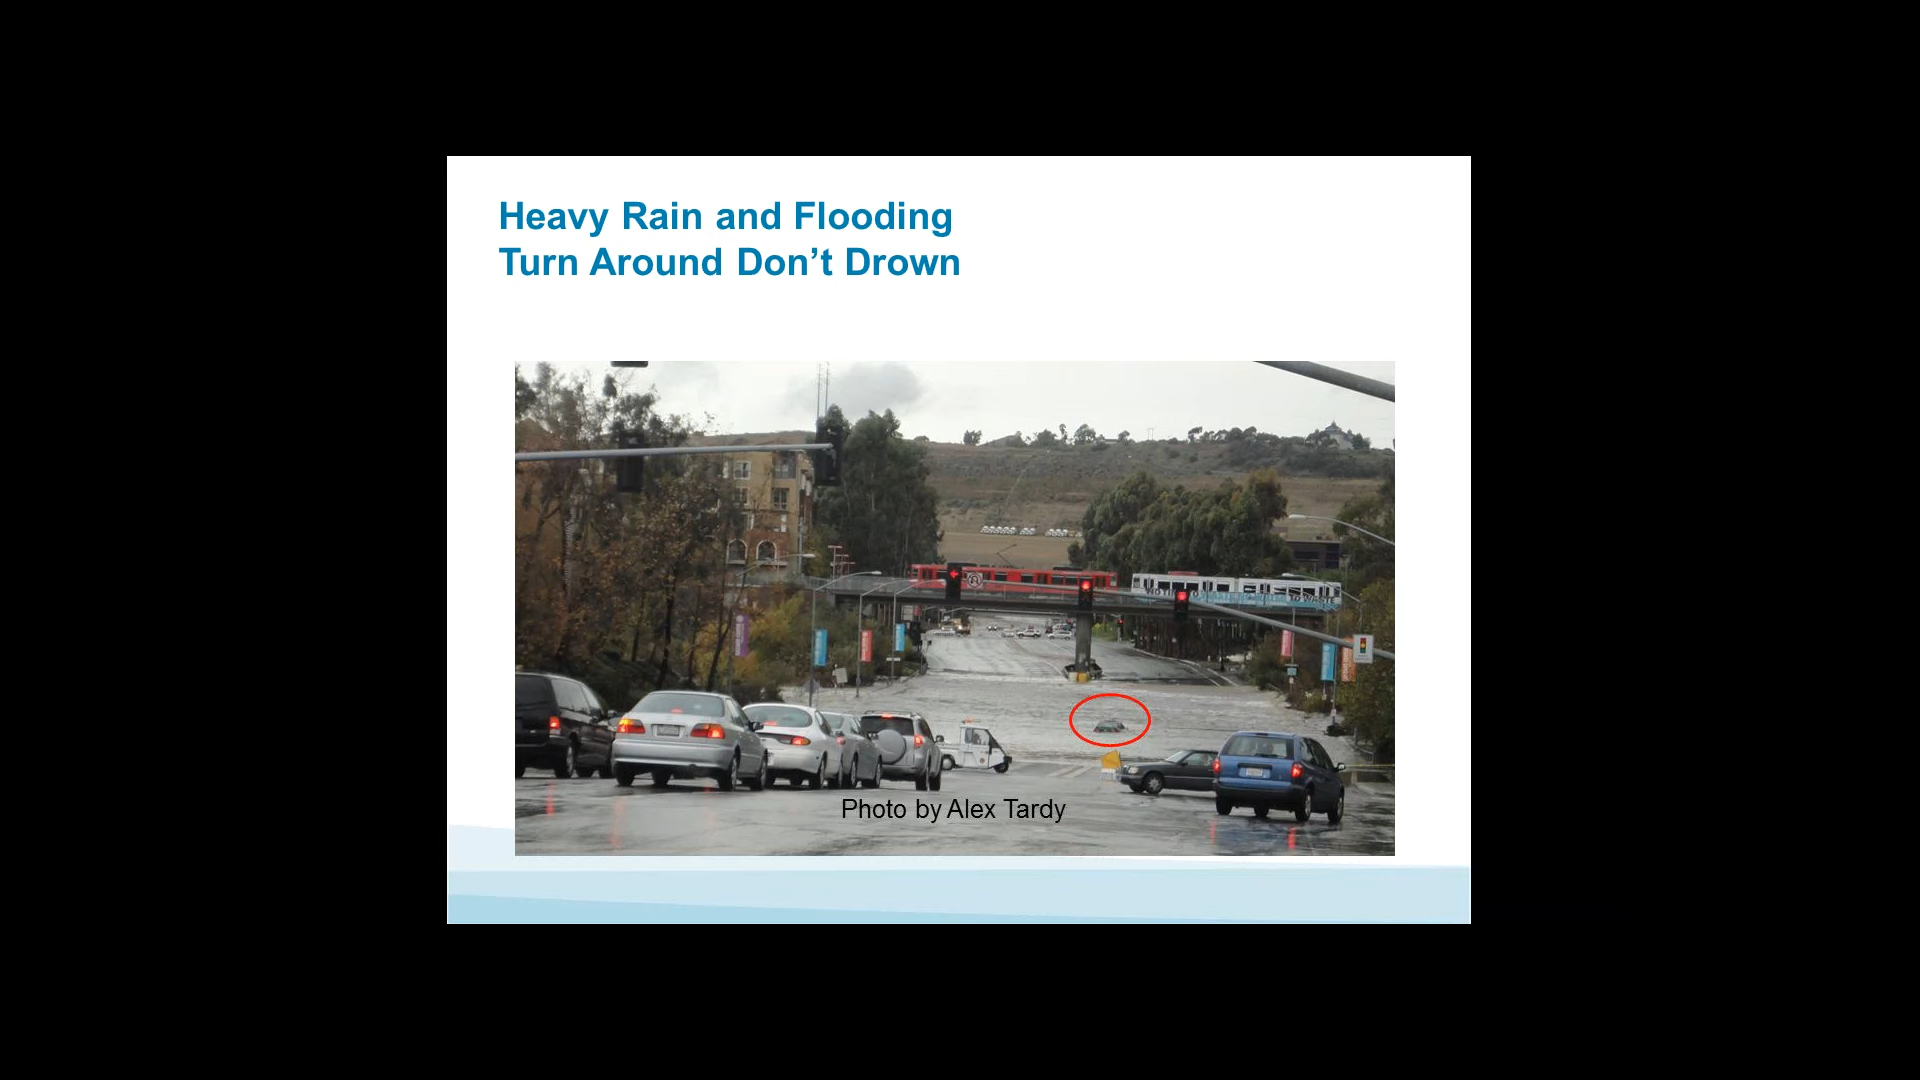 Heavy Rain and Flooding
Turn Around Don’t Drown
Photo by Alex Tardy